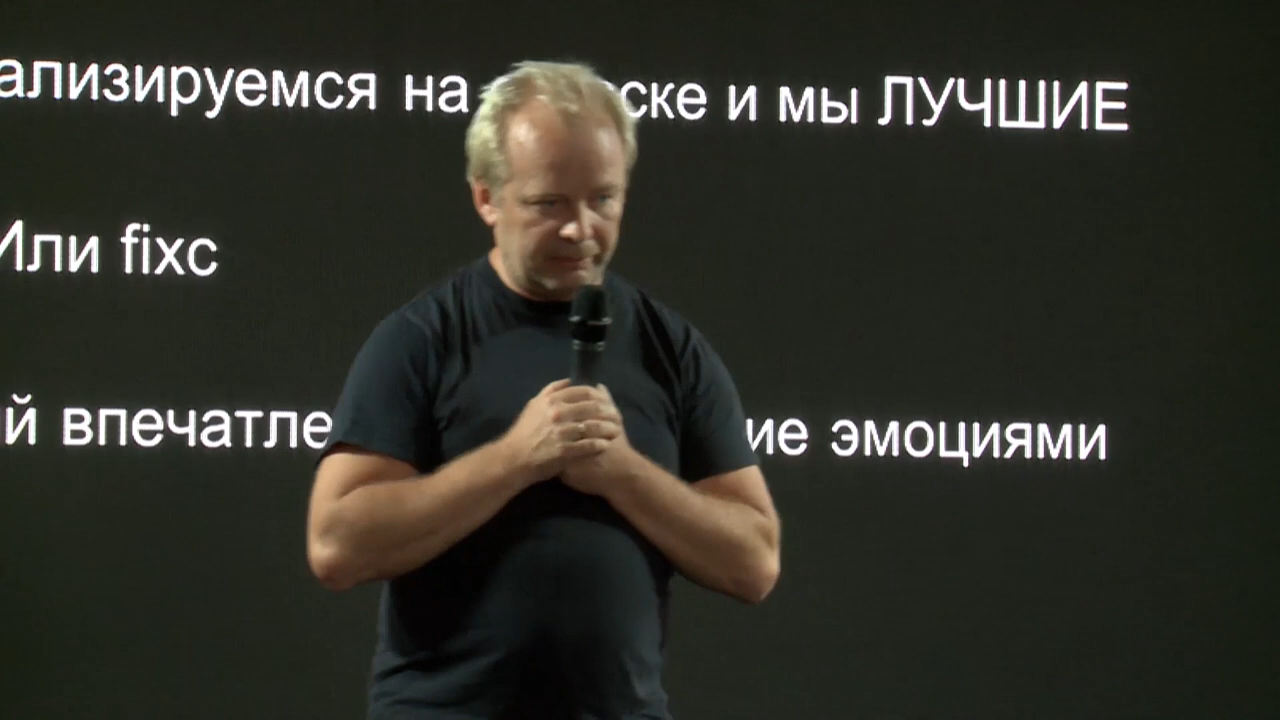 ализируемся на ске и мы ЛУЧШИЕ
Или fixc
й впечатле ие эмоциями